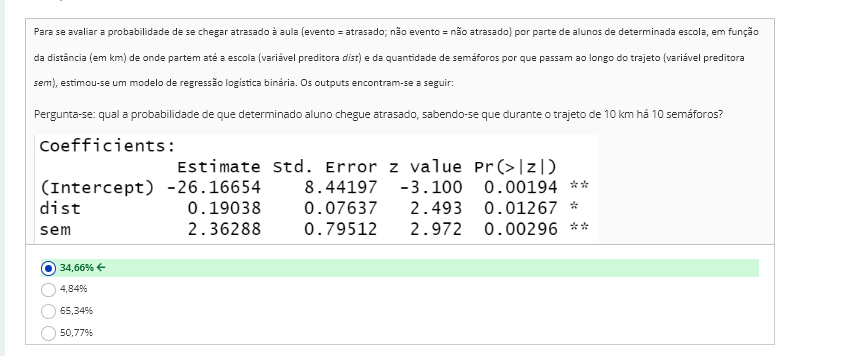 Para se avaliar a probabilidade de se chegar atrasado à aula (evento = atrasado; não evento = não atrasado) por parte de alunos de determinada escola, em função
da distância (em km) de onde partem até a escola (variável preditora dist) e da quantidade de semáforos por que passam ao longo do trajeto (variável preditora
sem), estimou-se um modelo de regressão logística binária. Os outputs encontram-se a seguir:
Pergunta-se: qual a probabilidade de que determinado aluno chegue atrasado, sabendo-se que durante o trajeto de 10 km há 10 semáforos?
Coefficients:
Estimate Std. Error z value Pr(>|z|)
(Intercept) -26.16654 8.44197 -3.100 0.00194 **
dist 0.19038 0.07637 2.493 0.01267 *
sem 2.36288 0.79512 2.972 0.00296 **
34,66% ←
4,84%
65,34%
50,77%